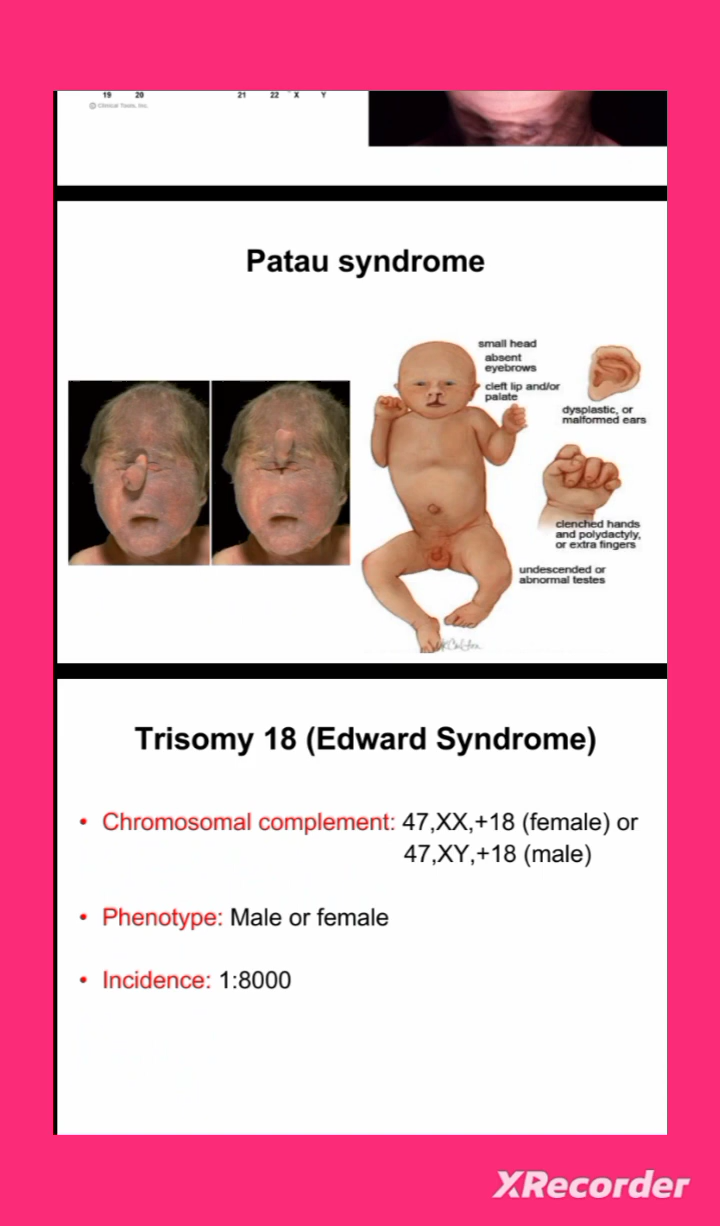 19 20 21 22 X Y
© Clinical Tools, Inc.
Patau syndrome
small head
absent
eyebrows
cleft lip and/or
palate
dysplastic, or
malformed ears
clenched hands
and polydactyly,
or extra fingers
undescended or
abnormal testes
Trisomy 18 (Edward Syndrome)
• Chromosomal complement: 47,XX,+18 (female) or
47,XY,+18 (male)
• Phenotype: Male or female
• Incidence: 1:8000
XRecorder